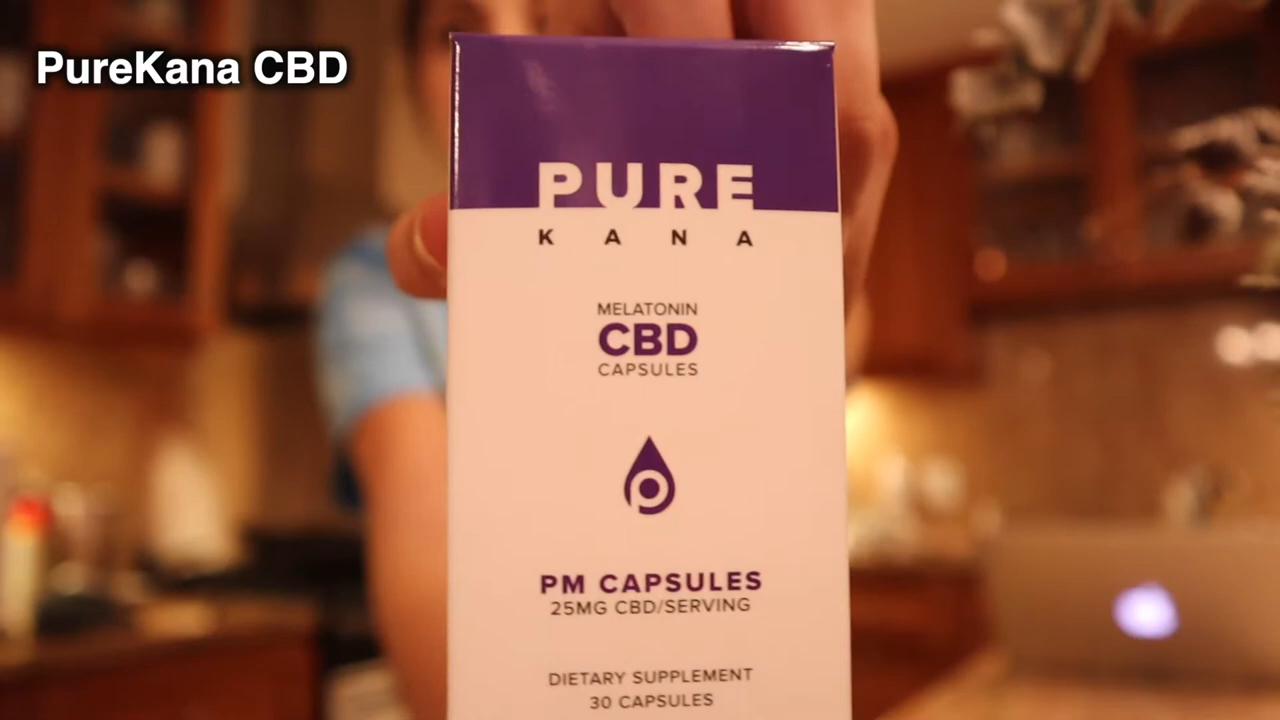 PureKana CBD
PURE
KANA
MELATONIN
CBD
CAPSULES
PM CAPSULES
25MG CBD/SERVING
DIETARY SUPPLEMENT
30 CAPSULES